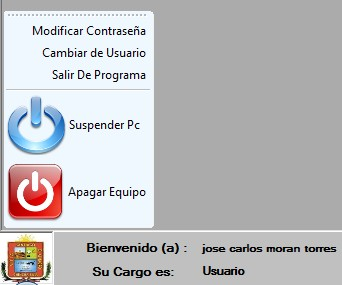 Modificar Contraseña
Cambiar de Usuario
Salir De Programa
Suspender Pc
Apagar Equipo
Bienvenido (a) : jose carlos moran torres
Su Cargo es: Usuario